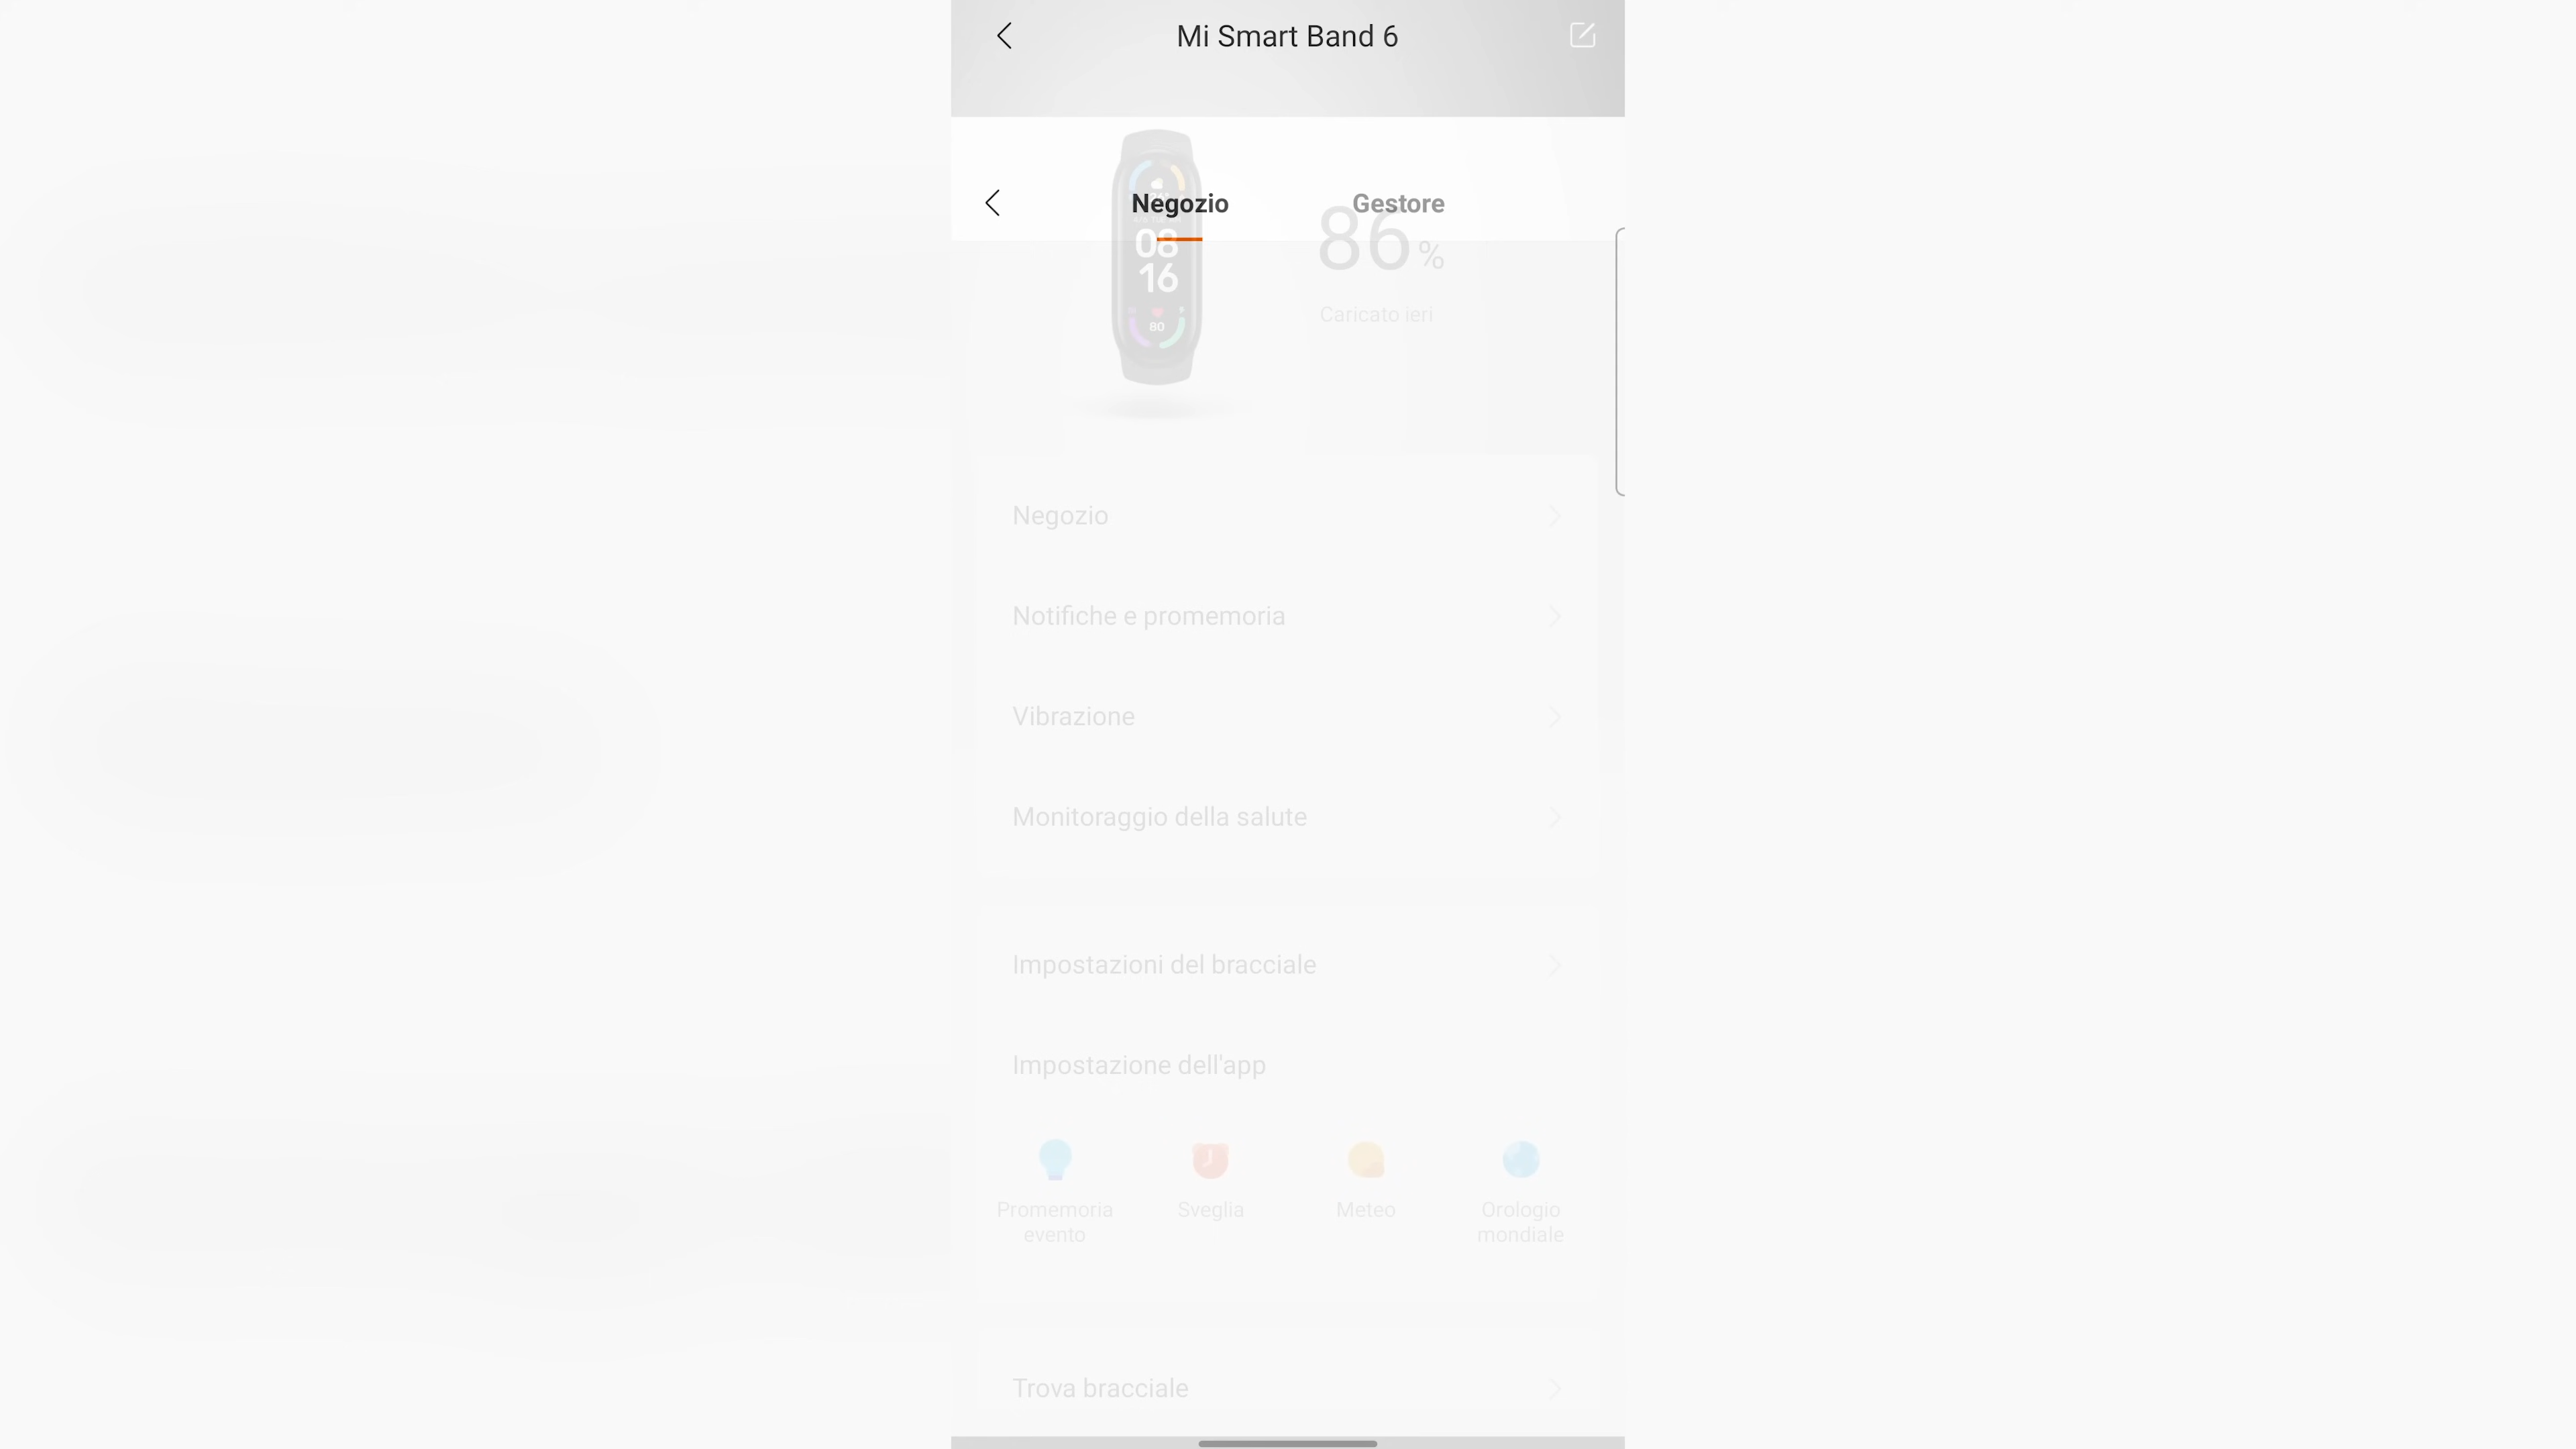 Mi Smart Band 6
Negozio
Gestore
08
16
80
86%
Caricato ieri
Negozio
Notifiche e promemoria
Vibrazione
Monitoraggio della salute
Impostazioni del bracciale
Impostazione dell'app
Promemoria evento
Sveglia
Meteo
Orologio mondiale
Trova bracciale